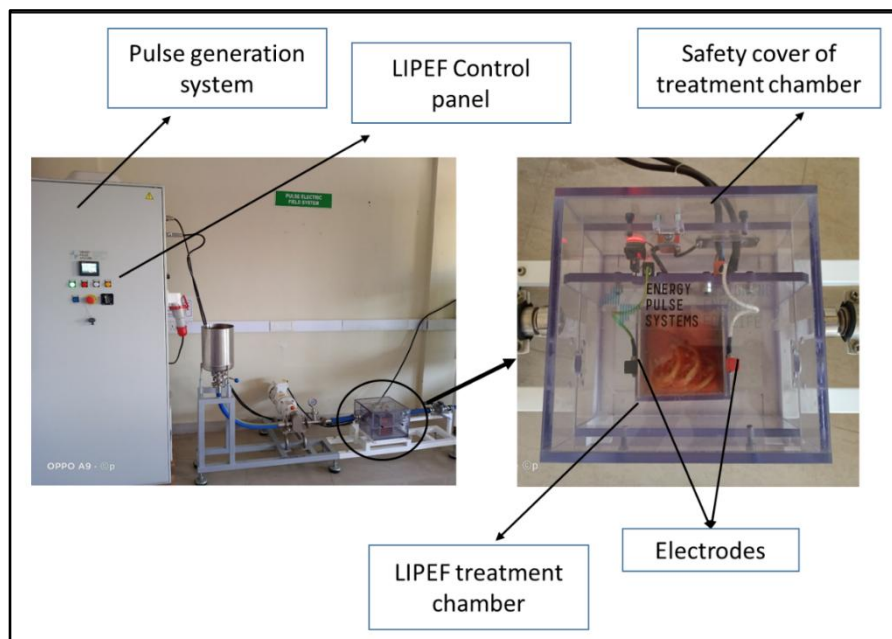 Pulse generation
system
LIPEF Control
panel
Safety cover of
treatment chamber
PULSE ELECTRIC
FIELD SYSTEM
OPPO A9 - ©p
ENERGY
PULSE
SYSTEMS
©p
LIPEF treatment
chamber
Electrodes